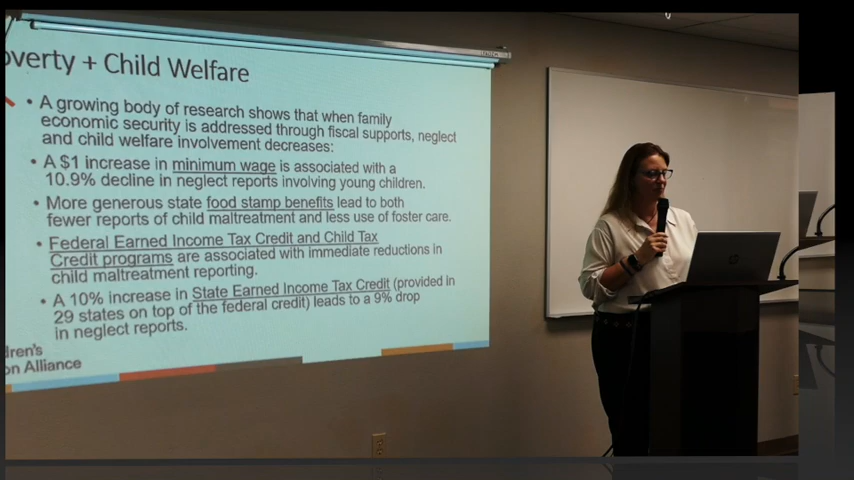 overty + Child Welfare
• A growing body of research shows that when family
economic security is addressed through fiscal supports, neglect
and child welfare involvement decreases:
• A $1 increase in minimum wage is associated with a
10.9% decline in neglect reports involving young children.
• More generous state food stamp benefits lead to both
fewer reports of child maltreatment and less use of foster care.
• Federal Earned Income Tax Credit and Child Tax
Credit programs are associated with immediate reductions in
child maltreatment reporting.
• A 10% increase in State Earned Income Tax Credit (provided in
29 states on top of the federal credit) leads to a 9% drop
in neglect reports.
dren's
on Alliance
hp